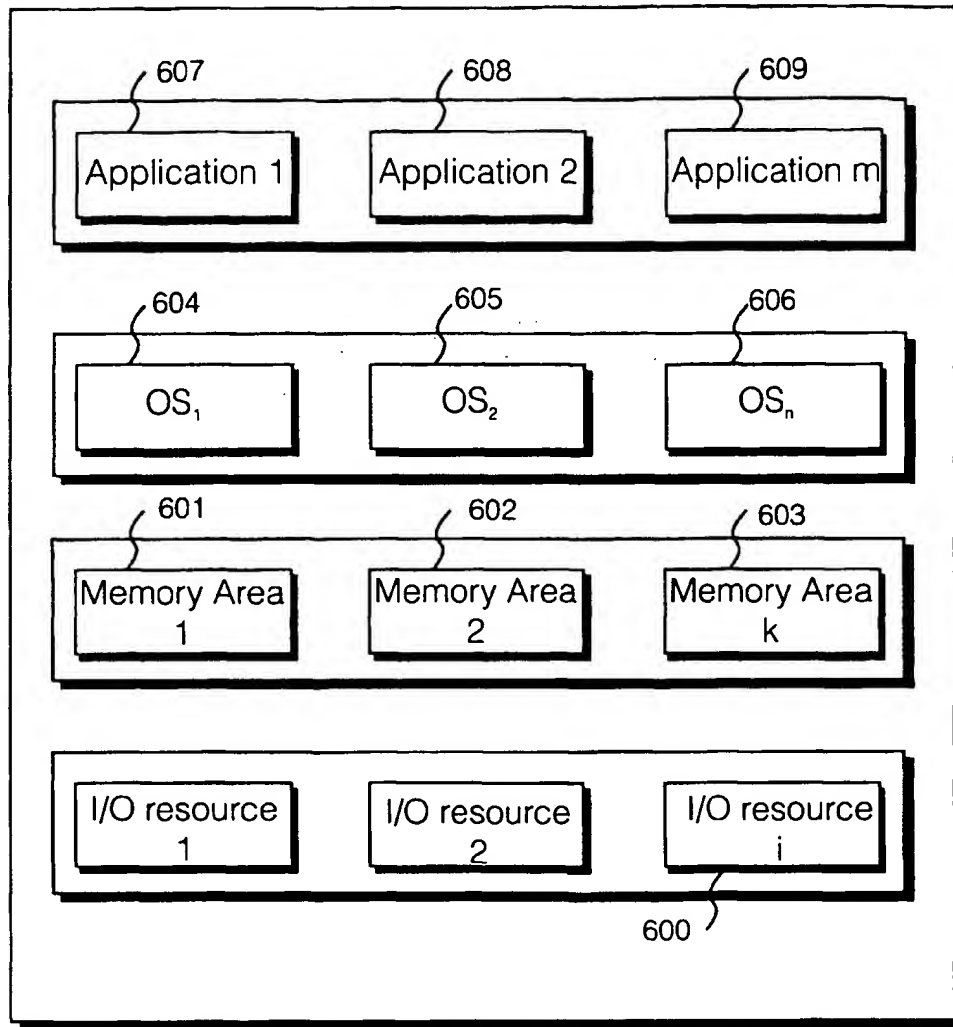 607 608 609
Application 1 Application 2 Application m
604 605 606
OS₁ OS₂ OSₙ
601 602 603
Memory Area Memory Area Memory Area
1 2 k
I/O resource I/O resource I/O resource
1 2 i
600